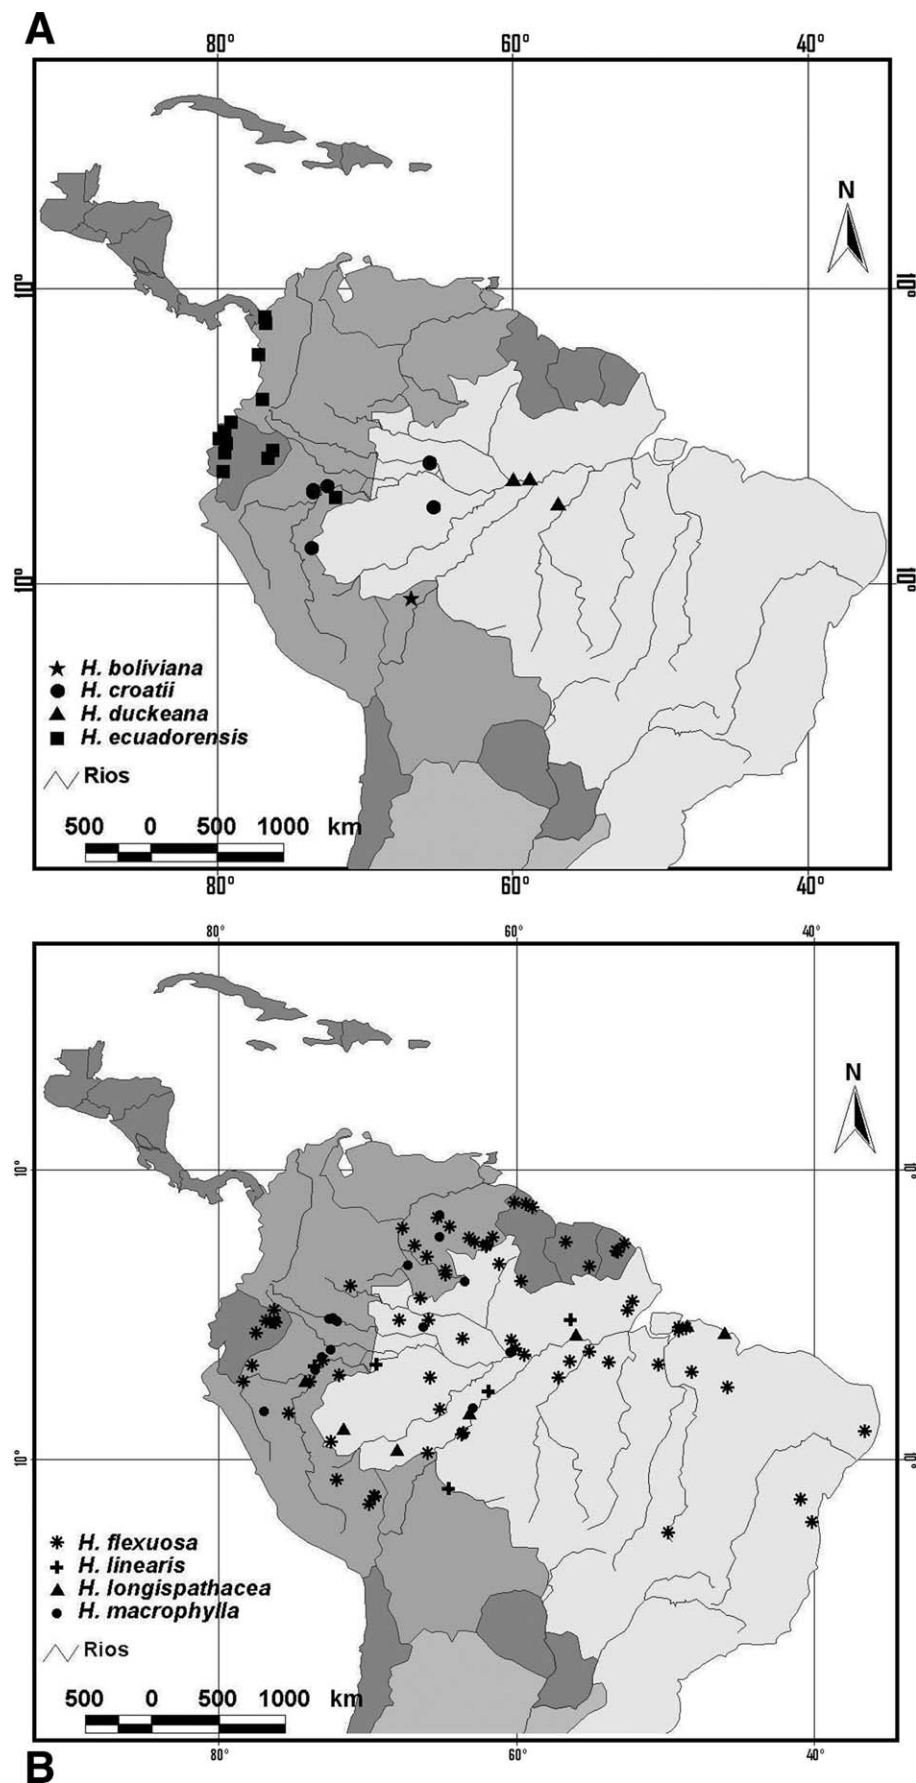 A
80° 60° 40°
N
10° 10°
10° 10°
H. boliviana
H. croatii
H. duckeana
H. ecuadorensis
Rios
500 0 500 1000 km
80° 60° 40°
80° 60° 40°
N
10° 10°
10° 10°
H. flexuosa
H. linearis
H. longispathacea
H. macrophylla
Rios
500 0 500 1000 km
80° 60° 40°
B